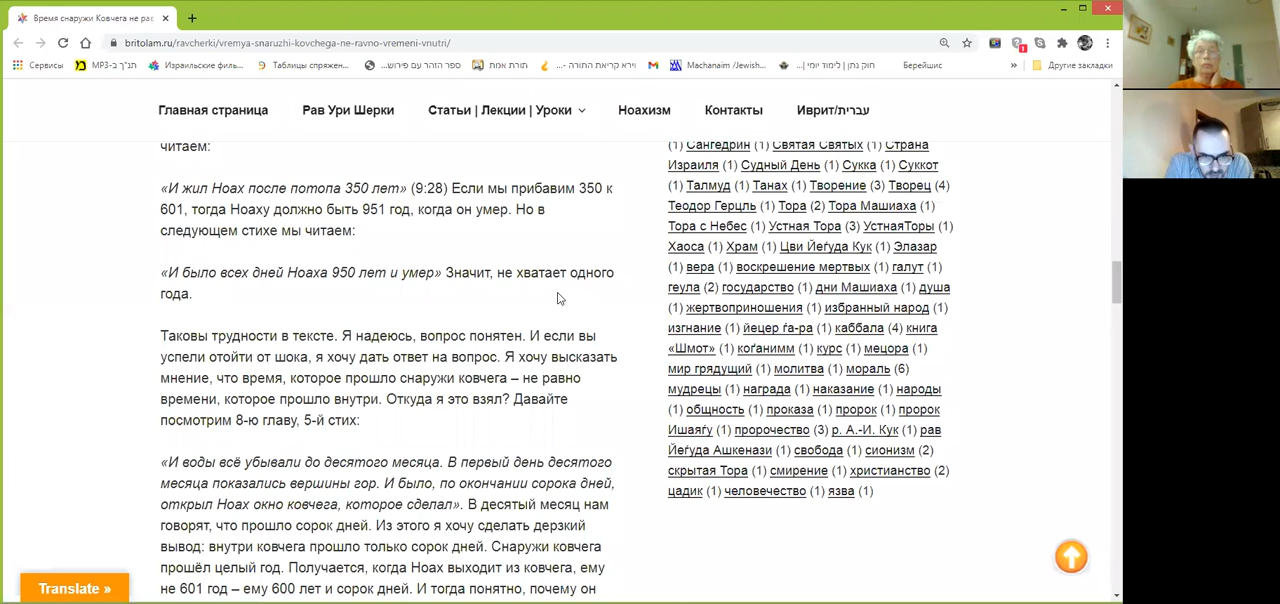 Время снаружи Ковчега не рав
britolam.ru/ravcherki/vremya-snaruzhi-kovchega-ne-ravno-vremeni-vnutri/
Сервисы תנ"ך ב-MP3 Израильские филь... Таблицы спряжен... ספר הזהר עם פירוש... תורת אמת וירא קריאת התורה -... Machanaim /Jewish... חוק נתן | לימוד יומי |... Берейшис » Другие закладки
Главная страница Рав Ури Шерки Статьи | Лекции | Уроки Ноахизм Контакты Иврит/עברית
читаем:
«И жил Ноах после потопа 350 лет» (9:28) Если мы прибавим 350 к
601, тогда Ноаху должно быть 951 год, когда он умер. Но в
следующем стихе мы читаем:
«И было всех дней Ноаха 950 лет и умер» Значит, не хватает одного
года.
Таковы трудности в тексте. Я надеюсь, вопрос понятен. И если вы
успели отойти от шока, я хочу дать ответ на вопрос. Я хочу высказать
мнение, что время, которое прошло снаружи ковчега – не равно
времени, которое прошло внутри. Откуда я это взял? Давайте
посмотрим 8-ю главу, 5-й стих:
«И воды всё убывали до десятого месяца. В первый день десятого
месяца показались вершины гор. И было, по окончании сорока дней,
открыл Ноах окно ковчега, которое сделал». В десятый месяц нам
говорят, что прошло сорок дней. Из этого я хочу сделать дерзкий
вывод: внутри ковчега прошло только сорок дней. Снаружи ковчега
прошёл целый год. Получается, когда Ноах выходит из ковчега, ему
не 601 год – ему 600 лет и сорок дней. И тогда понятно, почему он
(1) Сангедрин (1) Святая Святых (1) Страна
Израиля (1) Судный День (1) Сукка (1) Суккот
(1) Талмуд (1) Танах (1) Творение (3) Творец (4)
Теодор Герцль (1) Тора (2) Тора Машиаха (1)
Тора с Небес (1) Устная Тора (3) УстнаяТоры (1)
Хаоса (1) Храм (1) Цви Йеѓуда Кук (1) Элазар
(1) вера (1) воскрешение мертвых (1) галут (1)
геула (2) государство (1) дни Машиаха (1) душа
(1) жертвоприношения (1) избранный народ (1)
изгнание (1) йецер ѓа-ра (1) каббала (4) книга
«Шмот» (1) коѓанимм (1) курс (1) мецора (1)
мир грядущий (1) молитва (1) мораль (6)
мудрецы (1) награда (1) наказание (1) народы
(1) общность (1) проказа (1) пророк (1) пророк
Ишаяѓу (1) пророчество (3) р. А.-И. Кук (1) рав
Йеѓуда Ашкенази (1) свобода (1) сионизм (2)
скрытая Тора (1) смирение (1) христианство (2)
цадик (1) человечество (1) язва (1)
Translate »